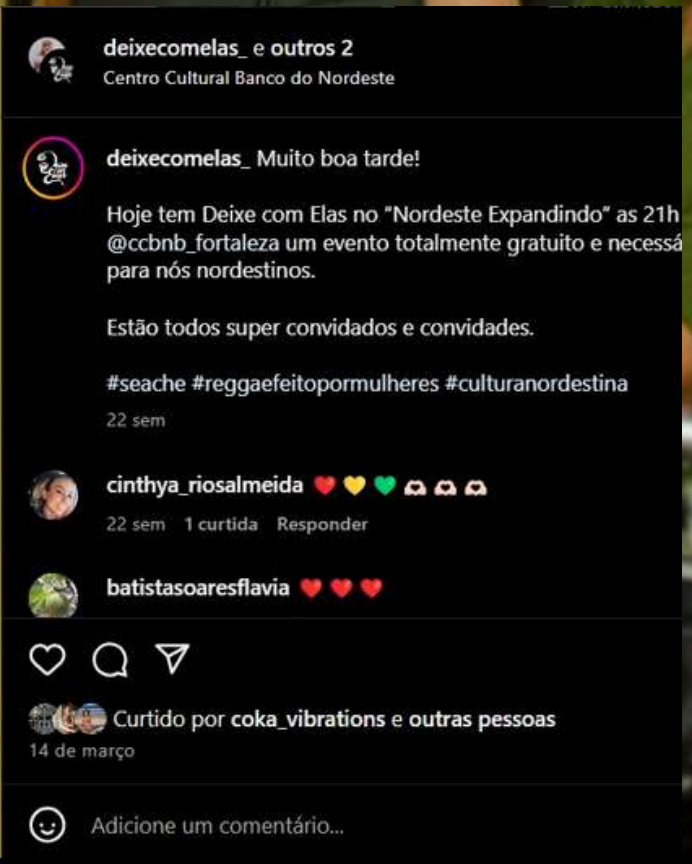 deixecomelas_ e outros 2
Centro Cultural Banco do Nordeste
deixecomelas_ Muito boa tarde!
Hoje tem Deixe com Elas no "Nordeste Expandindo" as 21h
@ccbnb_fortaleza um evento totalmente gratuito e necessá
para nós nordestinos.
Estão todos super convidados e convidades.
#seache #reggaefeitopormulheres #culturanordestina
22 sem
cinthya_riosalmeida ❤️ 💛 💚 🫶🏻 🫶🏻 🫶🏻
22 sem 1 curtida Responder
batistasoaresflavia ❤️ ❤️ ❤️
Curtido por coka_vibrations e outras pessoas
14 de março
Adicione um comentário...